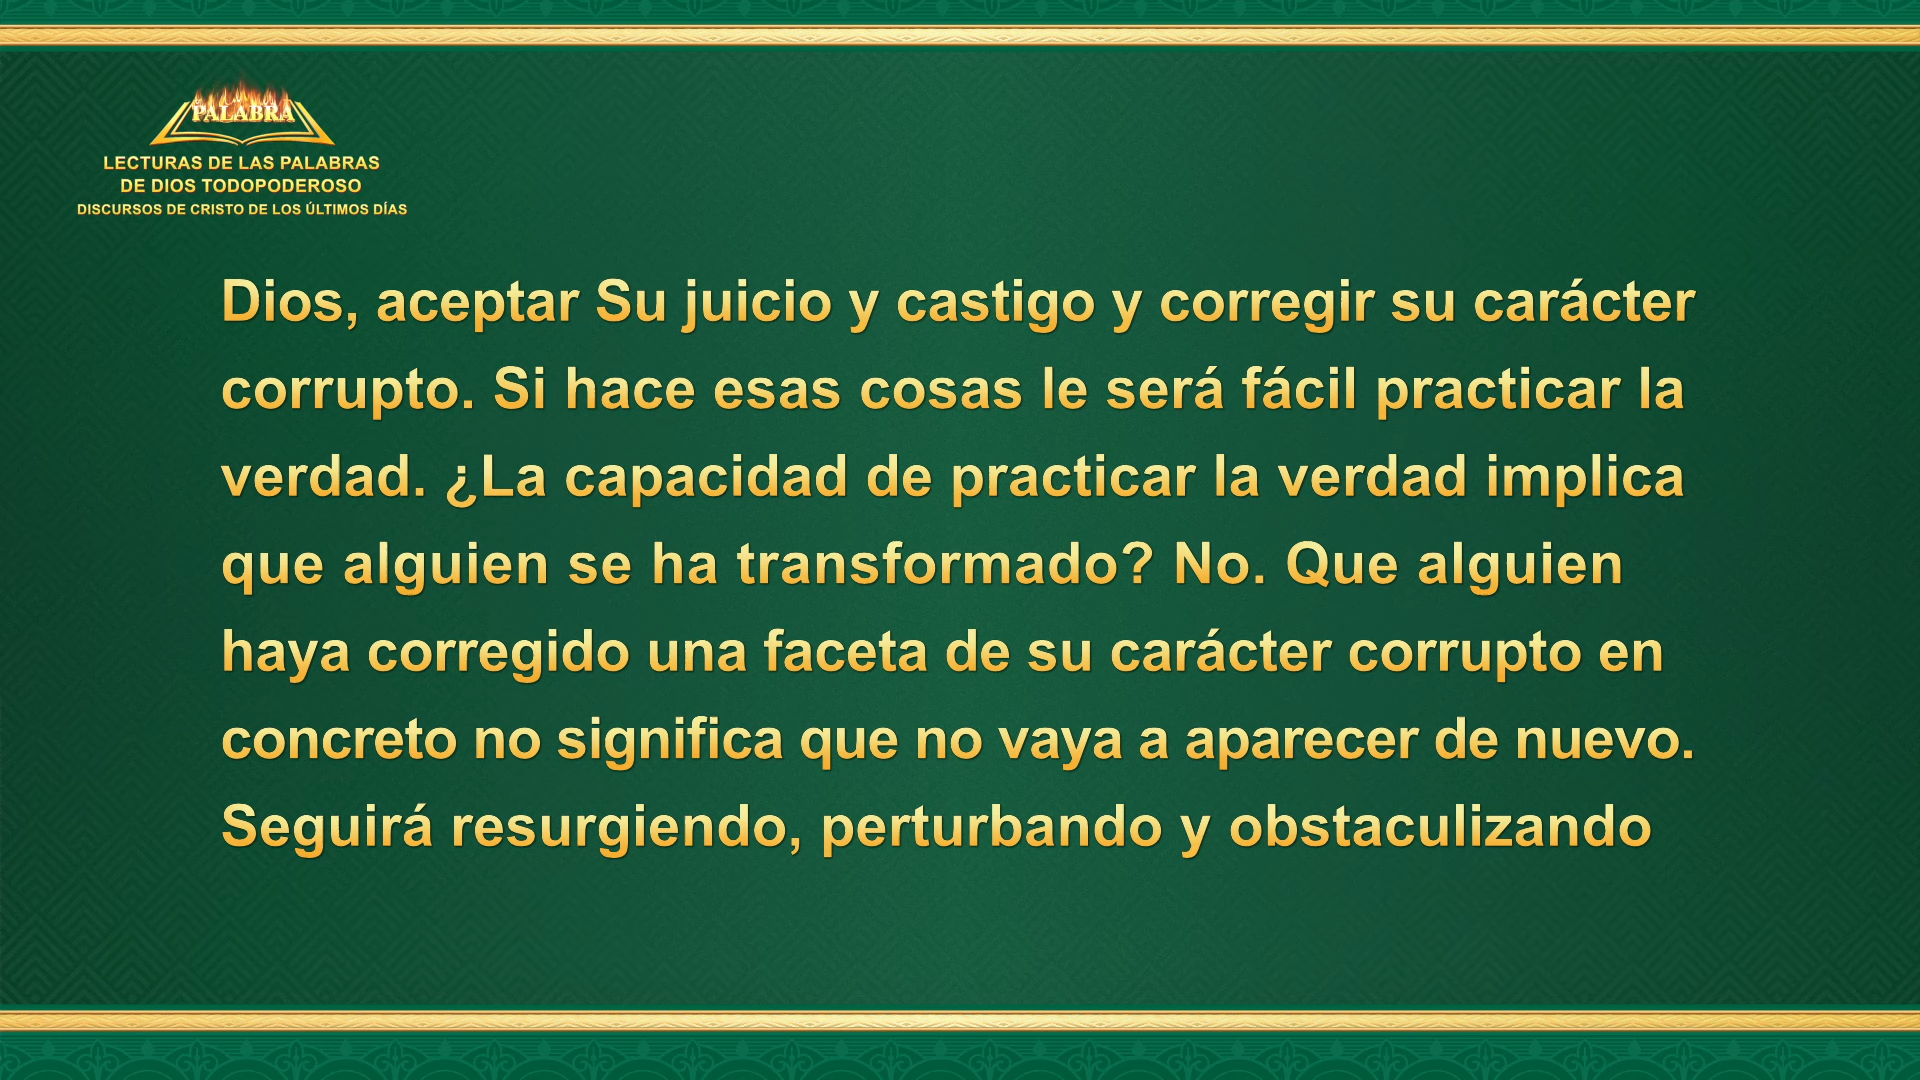 PALABRA
LECTURAS DE LAS PALABRAS
DE DIOS TODOPODEROSO
DISCURSOS DE CRISTO DE LOS ÚLTIMOS DÍAS
Dios, aceptar Su juicio y castigo y corregir su carácter
corrupto. Si hace esas cosas le será fácil practicar la
verdad. ¿La capacidad de practicar la verdad implica
que alguien se ha transformado? No. Que alguien
haya corregido una faceta de su carácter corrupto en
concreto no significa que no vaya a aparecer de nuevo.
Seguirá resurgiendo, perturbando y obstaculizando